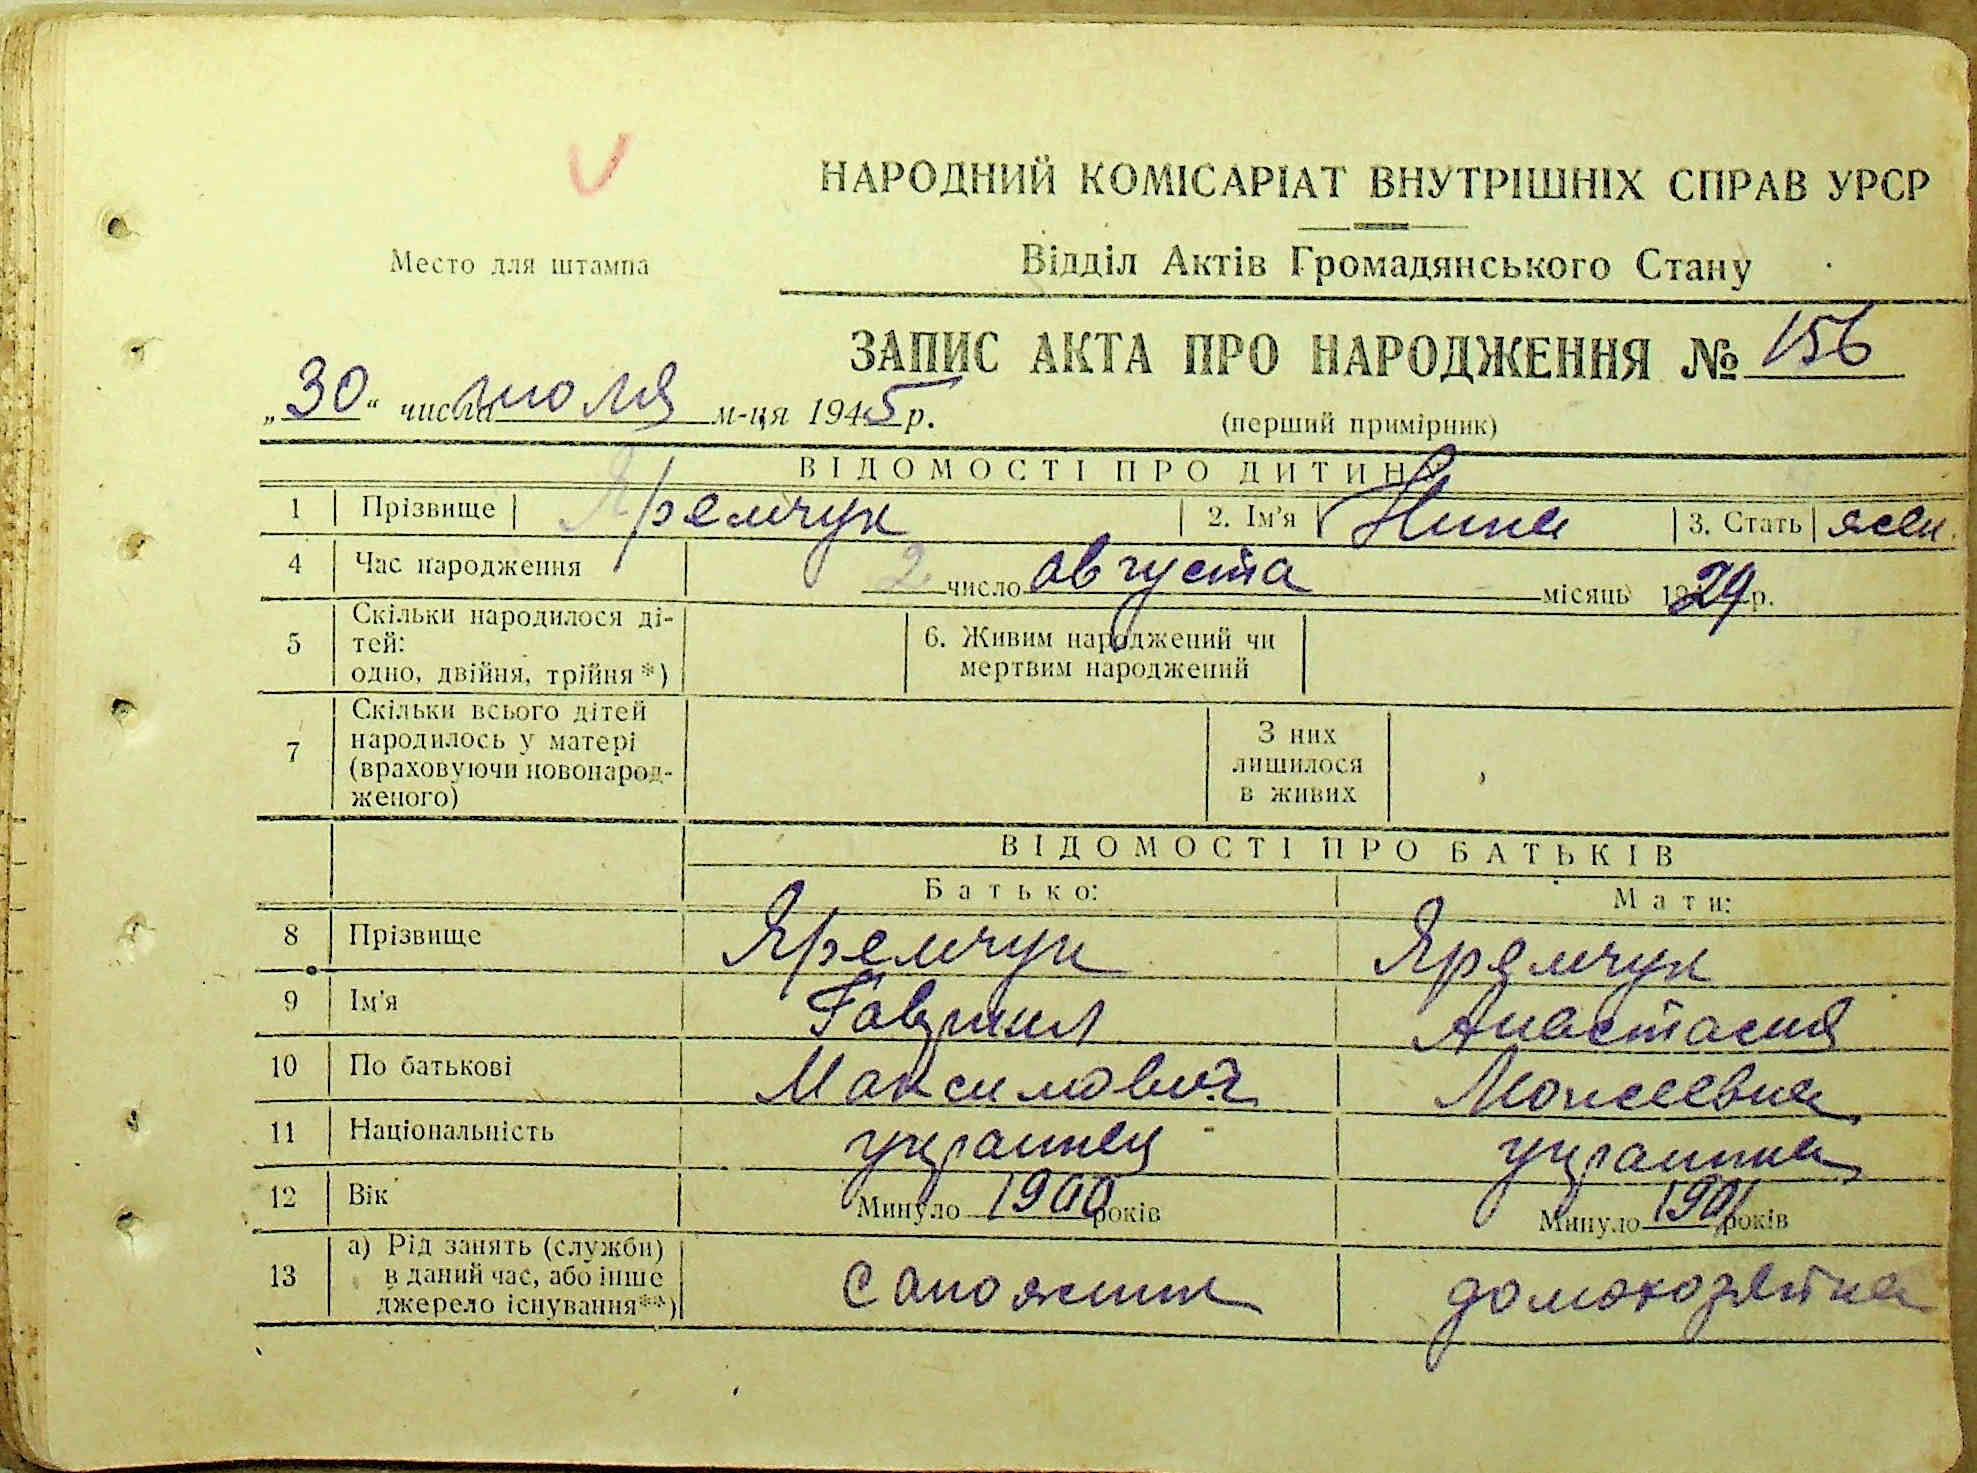 НАРОДНИЙ КОМІСАРІАТ ВНУТРІШНІХ СПРАВ УРСР
Место для штампа
Відділ Актів Громадянського Стану
ЗАПИС АКТА ПРО НАРОДЖЕННЯ № 156
„30“ числа июля м-ця 1945 р.
(перший примірник)
ВІДОМОСТІ ПРО ДИТИНУ
1 Прізвище Яремчук 2. Ім'я Нина 3. Стать жен.
4 Час народження 2 число августа місяць 1929 р.
5 Скільки народилося ді-
тей:
одно, двійня, трійня *)
6. Живим народжений чи
мертвим народжений
7 Скільки всього дітей
народилось у матері
(враховуючи новонарод-
женого)
З них
лишилося
в живих
ВІДОМОСТІ ПРО БАТЬКІВ
Батько: Мати:
8 Прізвище Яремчук Яремчук
9 Ім'я Гавриил Анастасия
10 По батькові Максимович Моисеевна
11 Національність украинец украинка
12 Вік Минуло 1900 років Минуло 1901 років
13 а) Рід занять (служби)
в даний час, або інше
джерело існування**)
сапожник домохозяйка